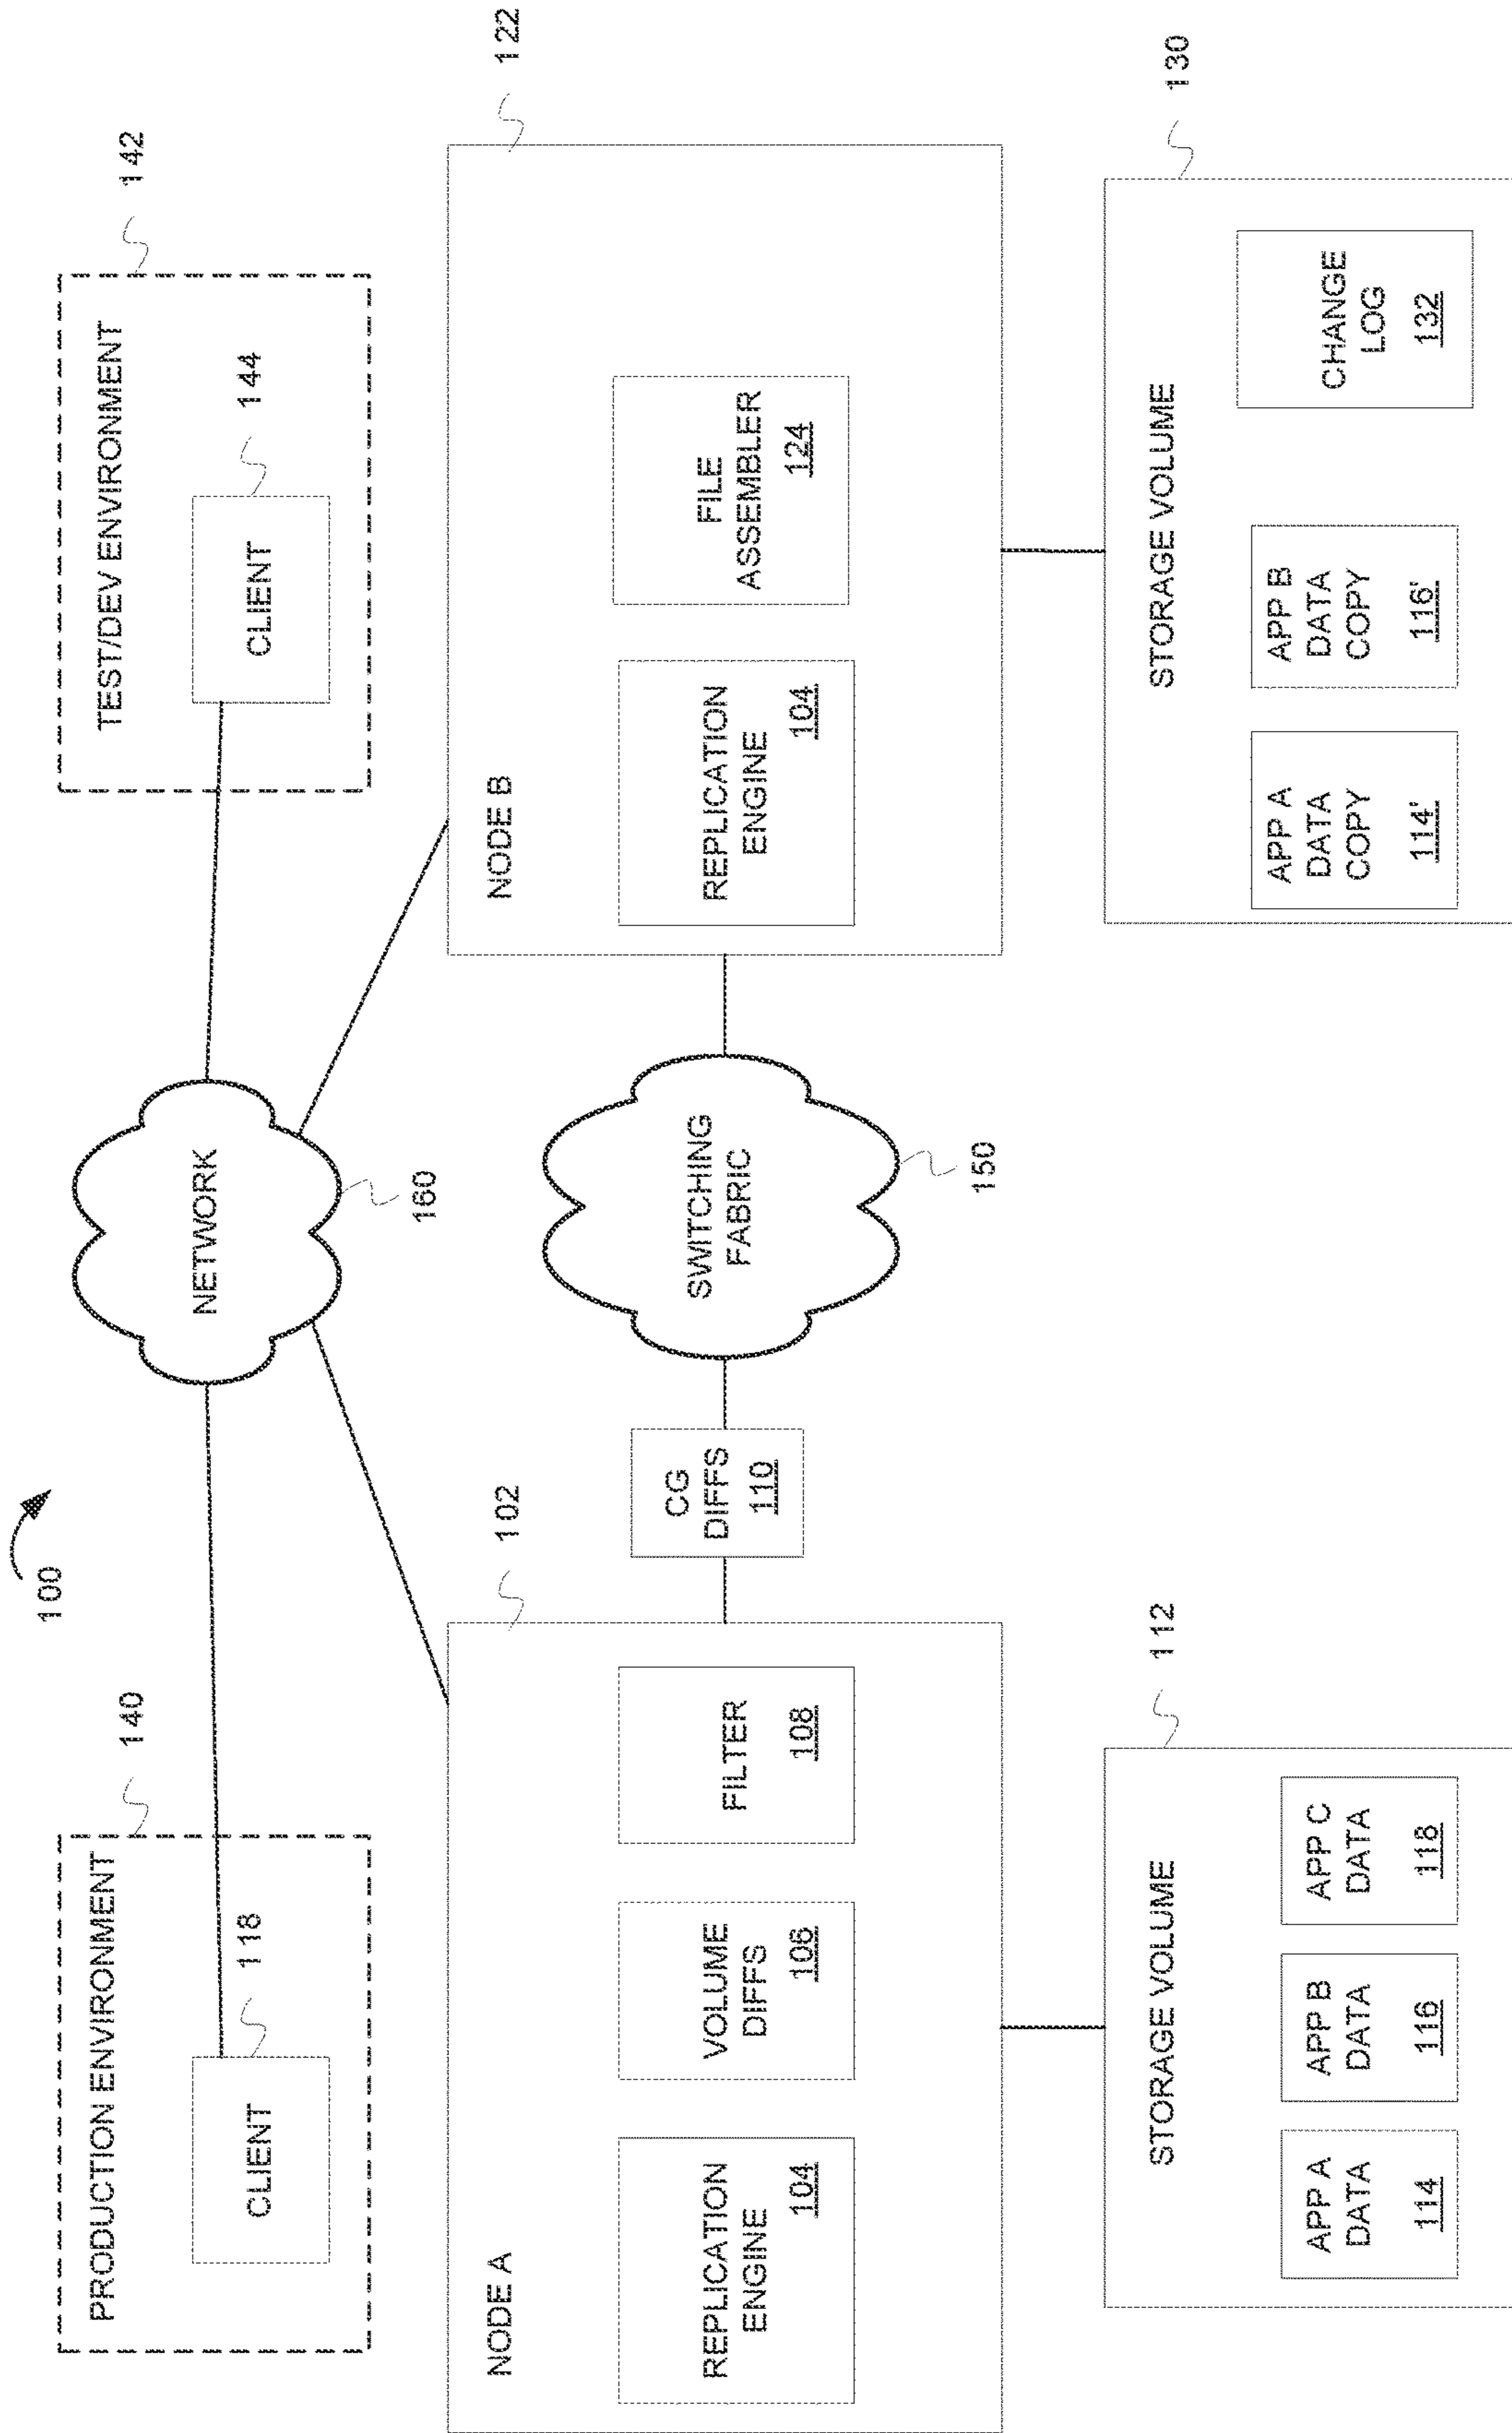 100
PRODUCTION ENVIRONMENT
140
CLIENT
118
NETWORK
160
TEST/DEV ENVIRONMENT
142
CLIENT
144
NODE A
102
REPLICATION
ENGINE
104
VOLUME
DIFFS
106
FILTER
108
CG
DIFFS
110
SWITCHING
FABRIC
150
NODE B
122
REPLICATION
ENGINE
104
FILE
ASSEMBLER
124
STORAGE VOLUME
112
APP A
DATA
114
APP B
DATA
116
APP C
DATA
118
STORAGE VOLUME
130
APP A
DATA
COPY
114'
APP B
DATA
COPY
116'
CHANGE
LOG
132